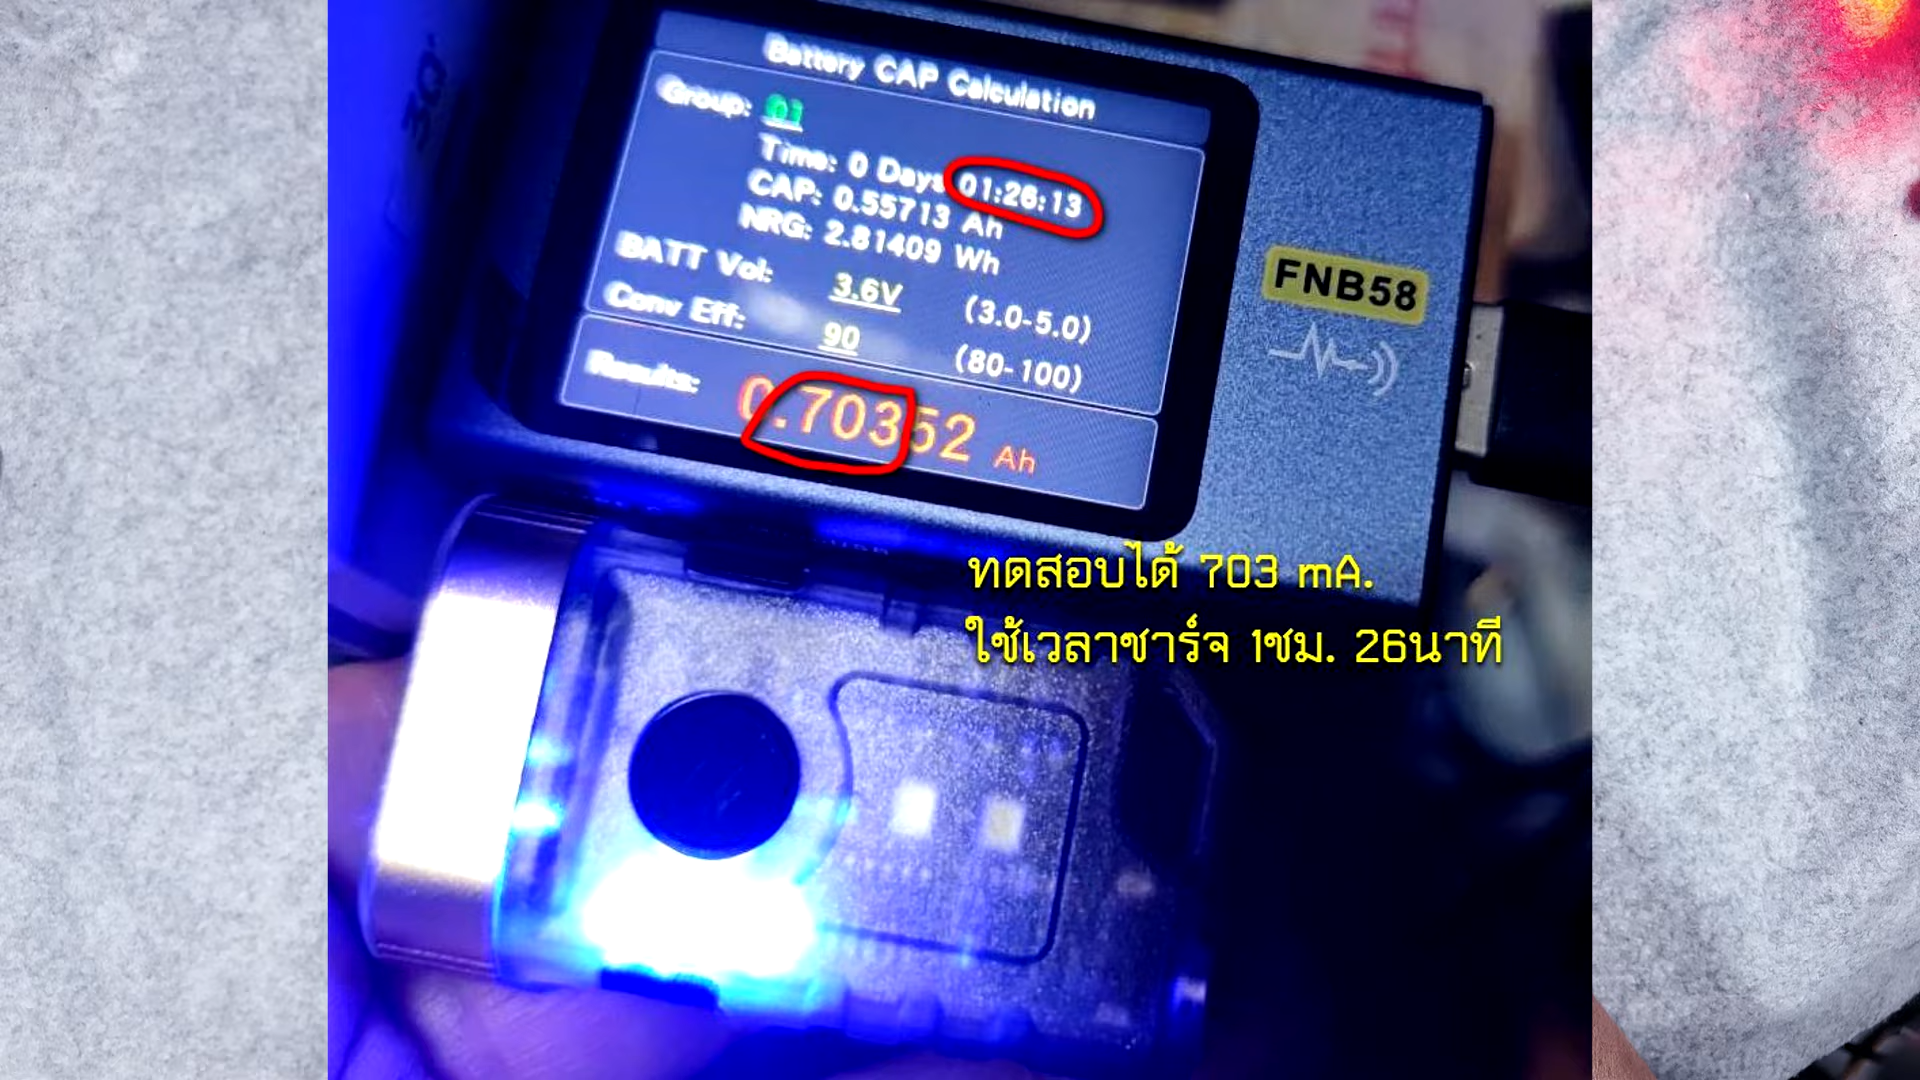 Battery CAP Calculation
Group: 03
Time: 0 Days 01:26:13
CAP: 0.55713 Ah
NRG: 2.81409 Wh
BATT Vol: 3.6V (3.0-5.0)
Conv Eff: 90 (80-100)
Results: 0.70352 Ah
FNB58
ทดสอบได้ 703 mA.
ใช้เวลาชาร์จ 1ชม. 26นาที